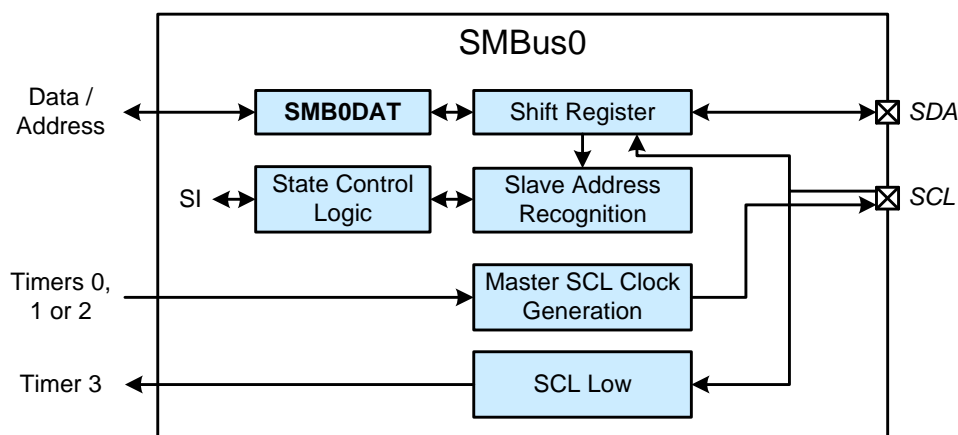 SMBus0
Data /
Address
SMB0DAT
Shift Register
SDA
SI
State Control
Logic
Slave Address
Recognition
SCL
Timers 0,
1 or 2
Master SCL Clock
Generation
Timer 3
SCL Low